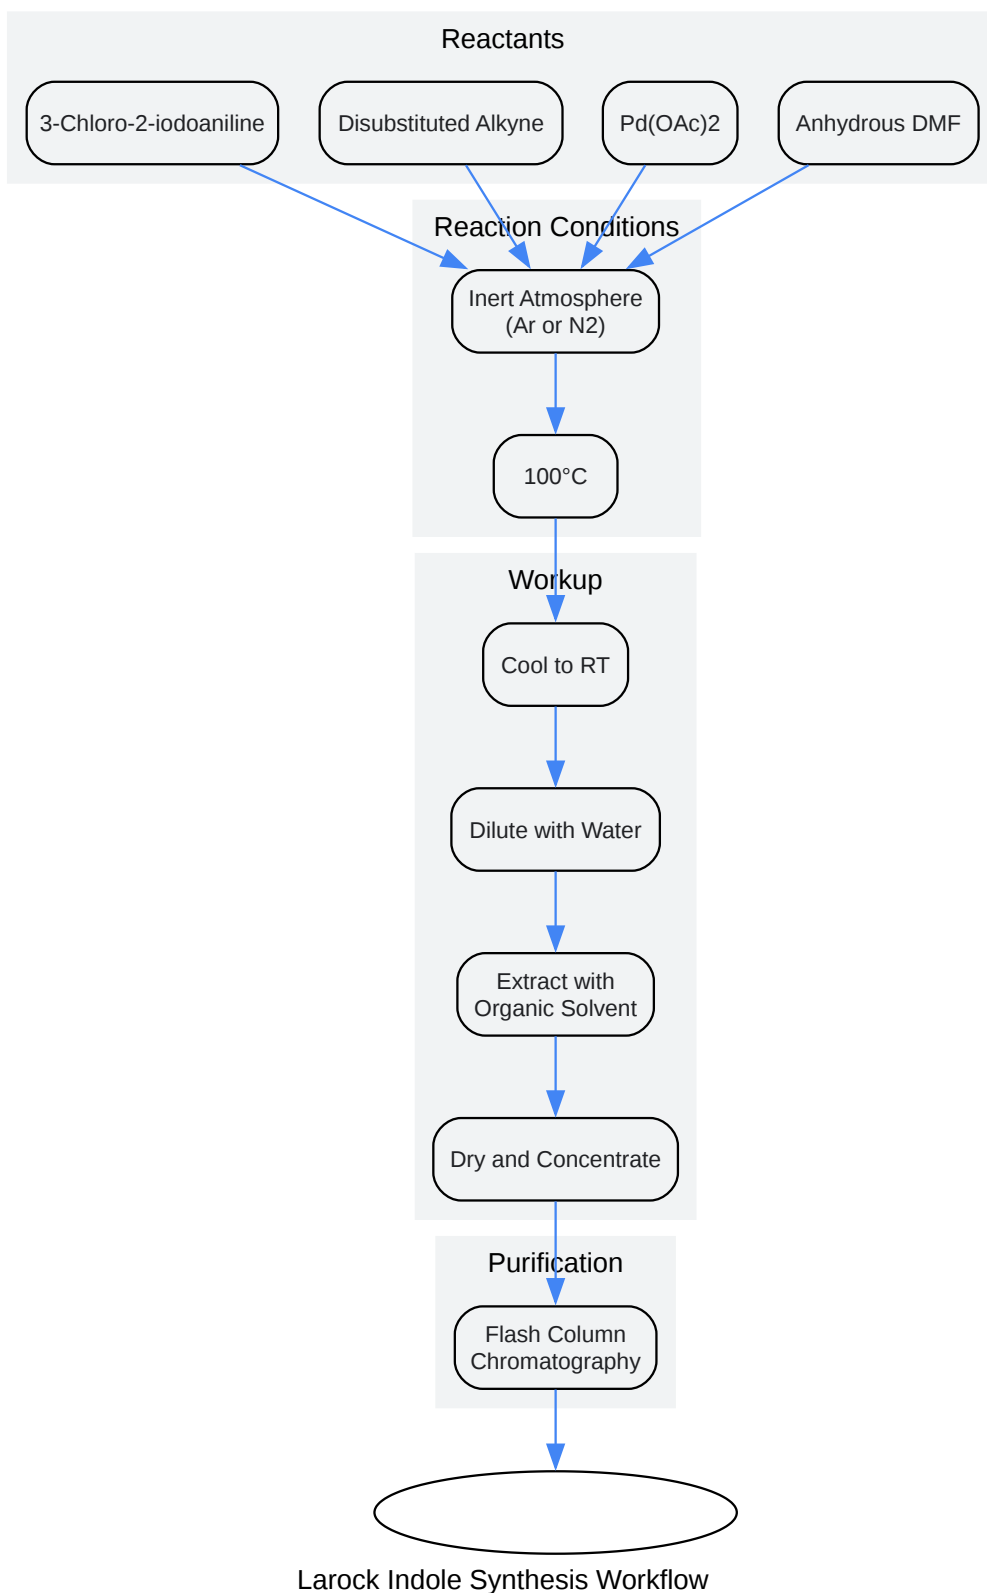 Reactants
3-Chloro-2-iodoaniline
Disubstituted Alkyne
Pd(OAc)2
Anhydrous DMF
Reaction Conditions
Inert Atmosphere
(Ar or N2)
100°C
Workup
Cool to RT
Dilute with Water
Extract with
Organic Solvent
Dry and Concentrate
Purification
Flash Column
Chromatography
Larock Indole Synthesis Workflow